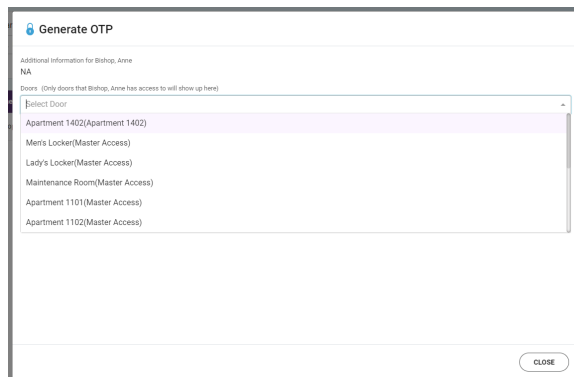 Generate OTP
Additional Information for Bishop, Anne
NA
Doors (Only doors that Bishop, Anne has access to will show up here)
Select Door
Apartment 1402(Apartment 1402)
Men's Locker(Master Access)
Lady's Locker(Master Access)
Maintenance Room(Master Access)
Apartment 1101(Master Access)
Apartment 1102(Master Access)
CLOSE